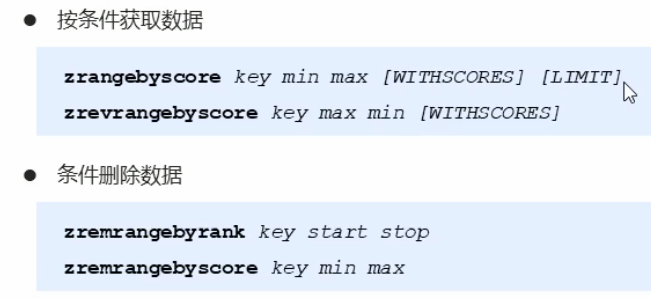 ● 按条件获取数据
zrangebyscore key min max [WITHSCORES] [LIMIT]
zrevrangebyscore key max min [WITHSCORES]
● 条件删除数据
zremrangebyrank key start stop
zremrangebyscore key min max